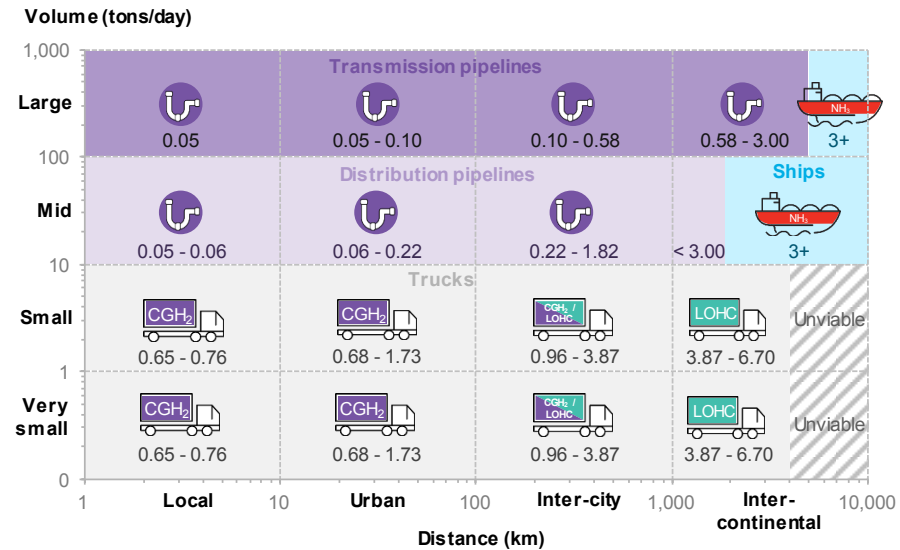 Volume (tons/day)
1,000
Transmission pipelines
Large
NH₃
0.05
0.05 - 0.10
0.10 - 0.58
0.58 - 3.00
3+
100
Distribution pipelines
Ships
Mid
NH₃
0.05 - 0.06
0.06 - 0.22
0.22 - 1.82
< 3.00
3+
10
Trucks
Small
CGH₂
CGH₂
CGH₂ /
LOHC
LOHC
Unviable
0.65 - 0.76
0.68 - 1.73
0.96 - 3.87
3.87 - 6.70
1
Very
small
CGH₂
CGH₂
CGH₂ /
LOHC
LOHC
Unviable
0.65 - 0.76
0.68 - 1.73
0.96 - 3.87
3.87 - 6.70
0
1
Local
10
Urban
100
Inter-city
1,000
Inter-
continental
10,000
Distance (km)